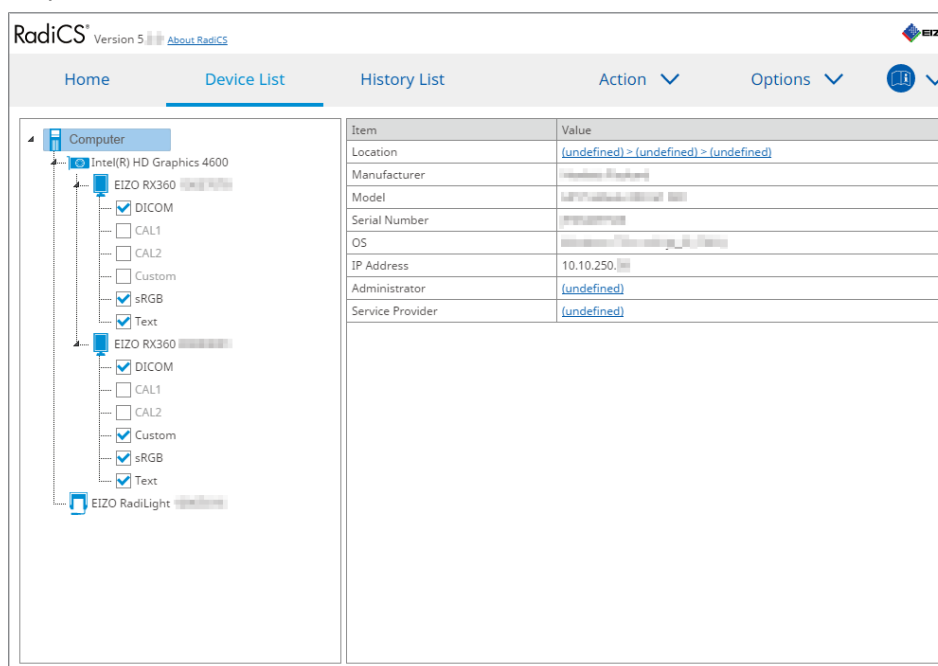 RadiCS® Version 5. About RadiCS
EIZ
Home Device List History List Action Options
Computer
Intel(R) HD Graphics 4600
EIZO RX360
DICOM
CAL1
CAL2
Custom
sRGB
Text
EIZO RX360
DICOM
CAL1
CAL2
Custom
sRGB
Text
EIZO RadiLight
Item Value
Location (undefined) > (undefined) > (undefined)
Manufacturer
Model
Serial Number
OS
IP Address 10.10.250.
Administrator (undefined)
Service Provider (undefined)